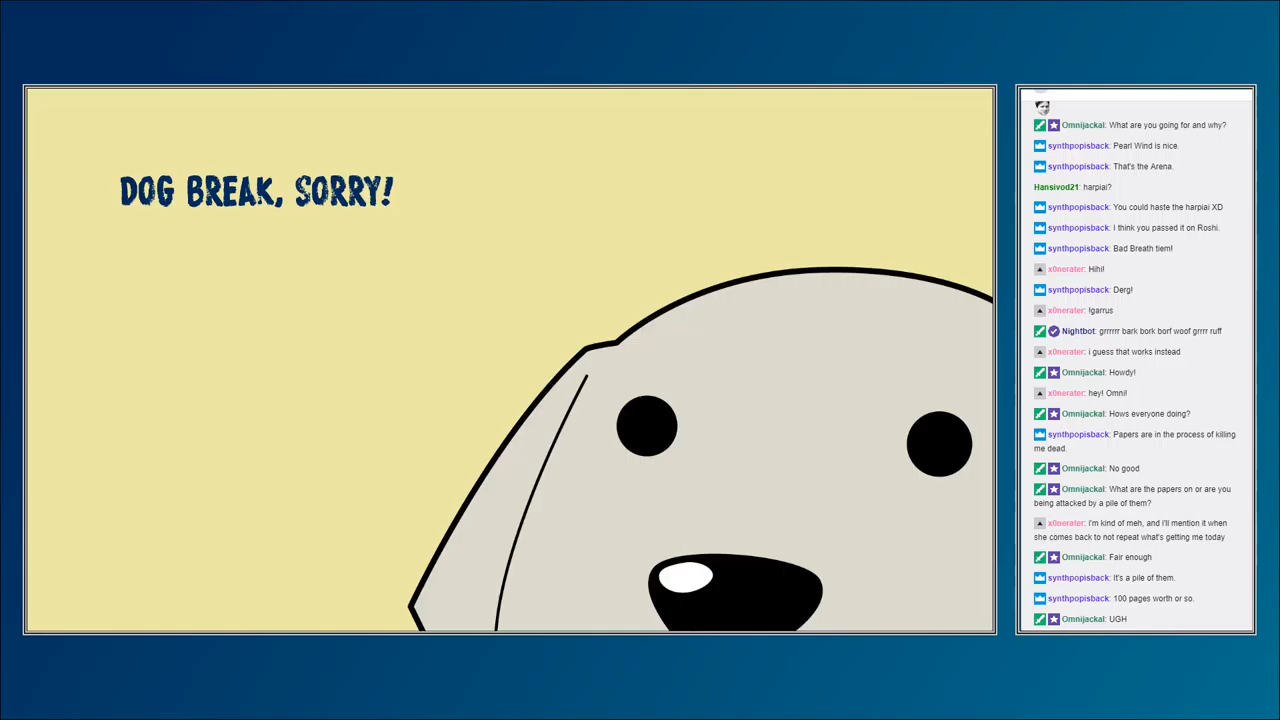 DOG BREAK, SORRY!
Omnijackal: What are you going for and why?
synthpopisback: Pearl Wind is nice.
synthpopisback: That's the Arena.
Hansivod21: harpiai?
synthpopisback: You could haste the harpiai XD
synthpopisback: I think you passed it on Roshi.
synthpopisback: Bad Breath tiem!
x0nerater: Hihi!
synthpopisback: Derg!
x0nerater: !garrus
Nightbot: grrrrrr bark bork borf woof grrrr ruff
x0nerater: i guess that works instead
Omnijackal: Howdy!
x0nerater: hey! Omni!
Omnijackal: Hows everyone doing?
synthpopisback: Papers are in the process of killing
me dead.
Omnijackal: No good
Omnijackal: What are the papers on or are you
being attacked by a pile of them?
x0nerater: I'm kind of meh, and i'll mention it when
she comes back to not repeat what's getting me today
Omnijackal: Fair enough
synthpopisback: It's a pile of them.
synthpopisback: 100 pages worth or so.
Omnijackal: UGH